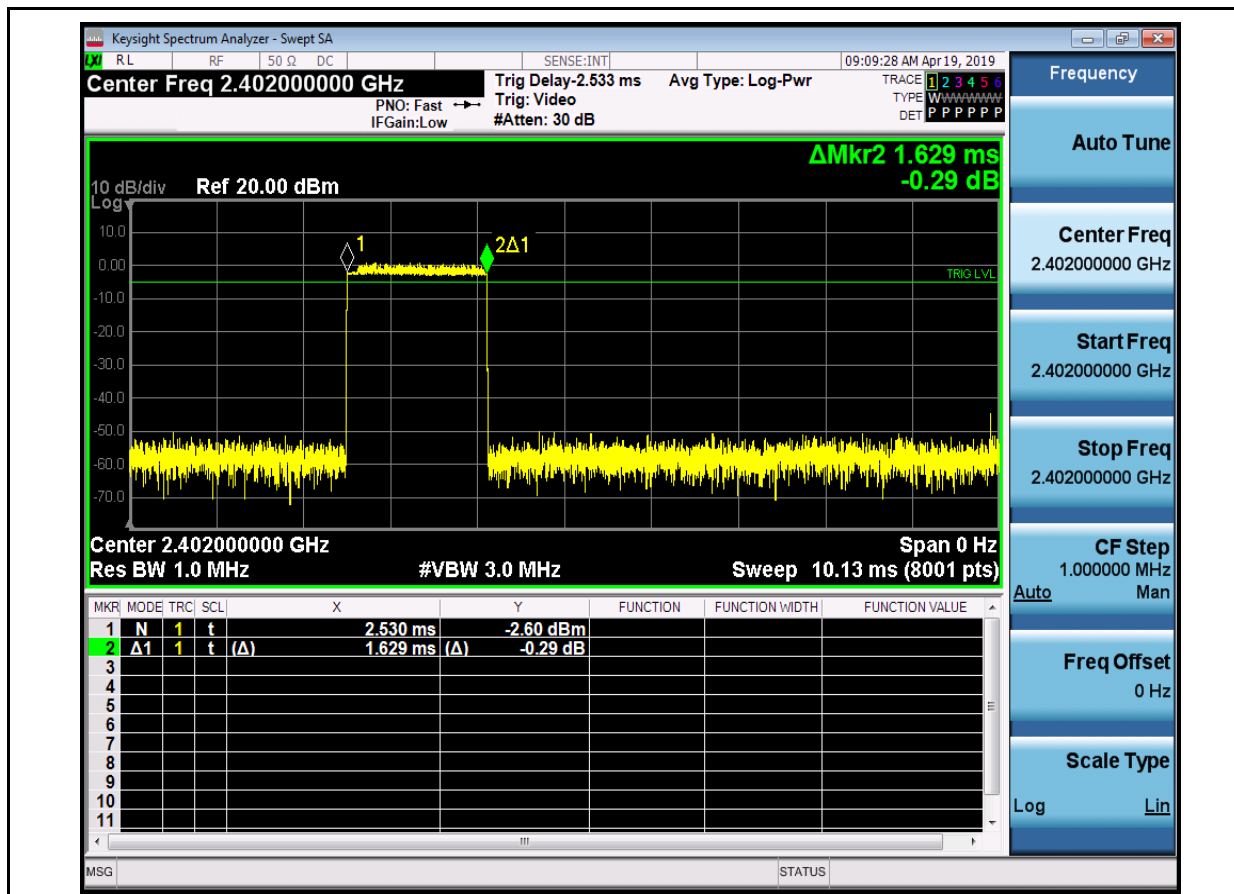 Keysight Spectrum Analyzer - Swept SA
LXI RL RF 50 Ω DC SENSE:INT 09:09:28 AM Apr 19, 2019
Center Freq 2.402000000 GHz
PNO: Fast
IFGain:Low
Trig Delay-2.533 ms
Trig: Video
#Atten: 30 dB
Avg Type: Log-Pwr
TRACE 1 2 3 4 5 6
TYPE WWWWWW
DET P P P P P P
ΔMkr2 1.629 ms
-0.29 dB
10 dB/div Ref 20.00 dBm
Log
10.0
0.00
-10.0
-20.0
-30.0
-40.0
-50.0
-60.0
-70.0
1
2Δ1
TRIG LVL
Center 2.402000000 GHz Span 0 Hz
Res BW 1.0 MHz #VBW 3.0 MHz Sweep 10.13 ms (8001 pts)
MKR MODE TRC SCL X Y FUNCTION FUNCTION WIDTH FUNCTION VALUE
1 N 1 t 2.530 ms -2.60 dBm
2 Δ1 1 t (Δ) 1.629 ms (Δ) -0.29 dB
3
4
5
6
7
8
9
10
11
MSG STATUS
Frequency
Auto Tune
Center Freq
2.402000000 GHz
Start Freq
2.402000000 GHz
Stop Freq
2.402000000 GHz
CF Step
1.000000 MHz
Auto Man
Freq Offset
0 Hz
Scale Type
Log Lin